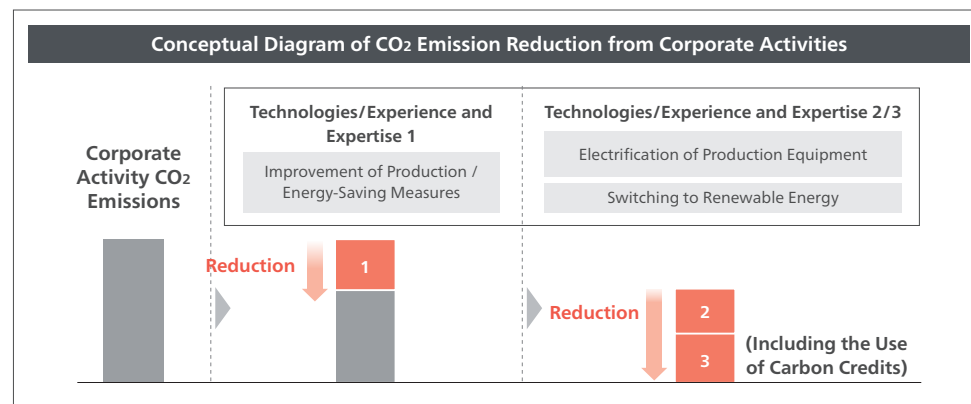 Conceptual Diagram of CO2 Emission Reduction from Corporate Activities
Corporate
Activity CO2
Emissions
Technologies/Experience and
Expertise 1
Improvement of Production /
Energy-Saving Measures
Technologies/Experience and Expertise 2/3
Electrification of Production Equipment
Switching to Renewable Energy
Reduction
1
Reduction
2
3
(Including the Use
of Carbon Credits)